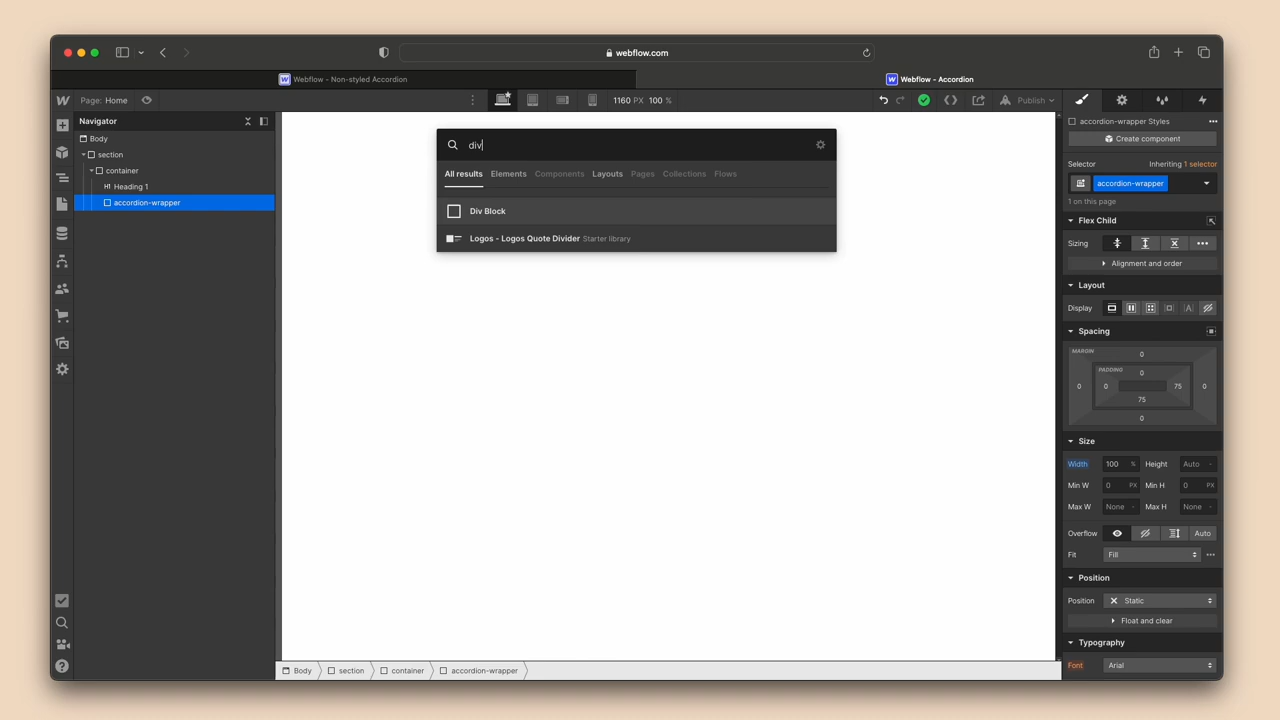 webflow.com
Webflow - Non-styled Accordion
Webflow - Accordion
Page: Home
1160 PX 100 %
Publish
Navigator
Body
section
container
H1 Heading 1
accordion-wrapper
div
All results Elements Components Layouts Pages Collections Flows
Div Block
Logos - Logos Quote Divider Starter library
accordion-wrapper Styles
Create component
Selector Inheriting 1 selector
accordion-wrapper
1 on this page
Flex Child
Sizing
Alignment and order
Layout
Display
Spacing
MARGIN
0
PADDING
0
0 0 75 0
75
0
Size
Width 100 % Height Auto -
Min W 0 PX Min H 0 PX
Max W None - Max H None -
Overflow Auto
Fit Fill
Position
Position Static
Float and clear
Typography
Font Arial
Body section container accordion-wrapper